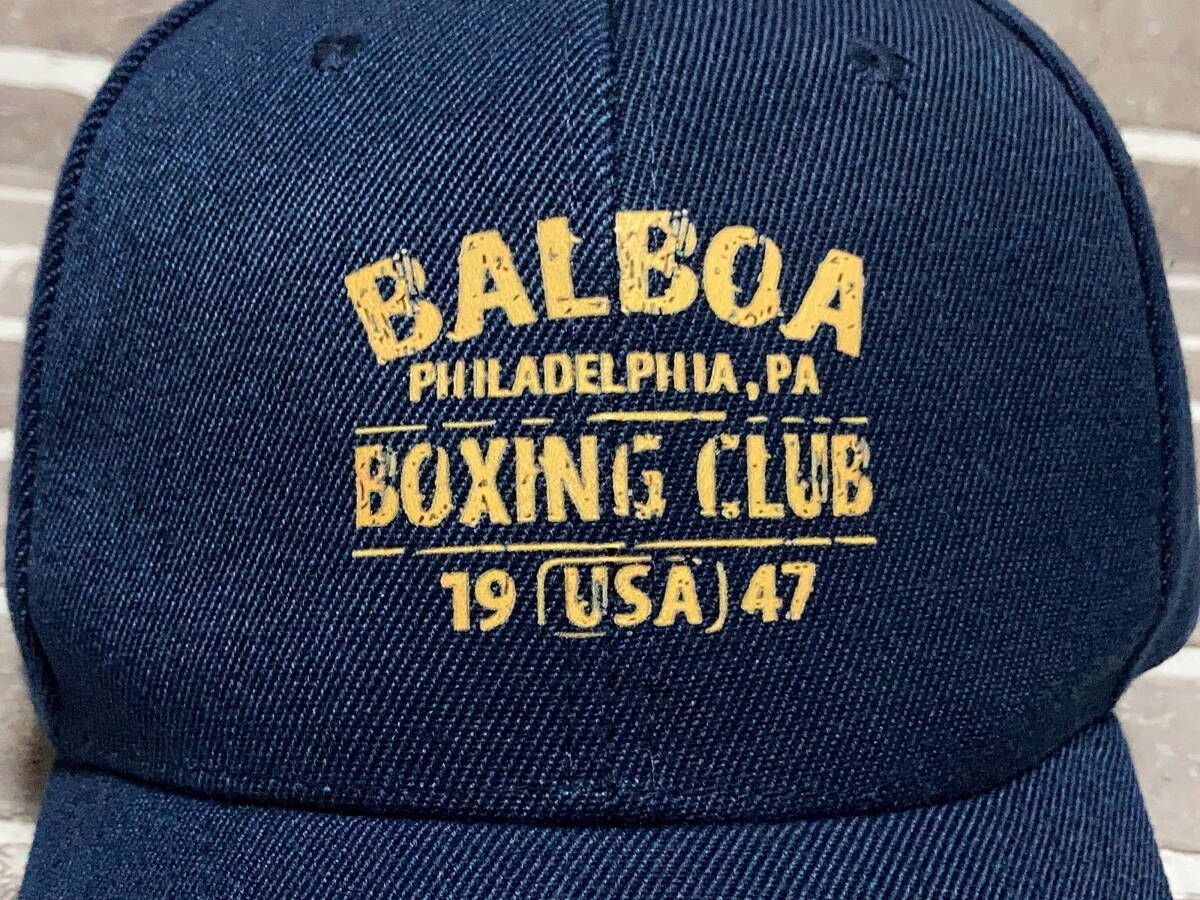 BALBOA
PHILADELPHIA, PA
BOXING CLUB
19 USA 47